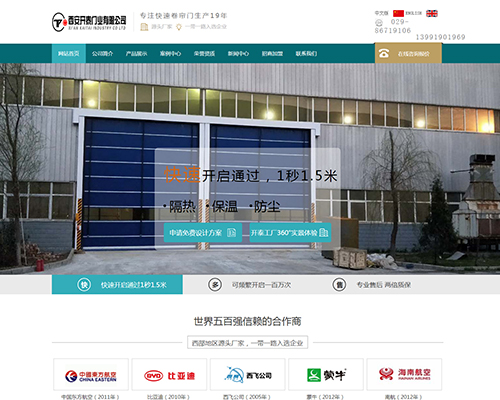 西安开泰门业有限公司
XI'AN KAITAI INDUSTRY CO LTD
专注快速卷帘门生产19年
源头厂家 一带一路入选企业
中文版 ENGLISH
029-86719106
13991901969
网站首页 公司简介 产品展示 案例中心 荣誉资质 新闻中心 招商加盟 联系我们
在线咨询报价
快速开启通过，1秒1.5米
·隔热 ·保温 ·防尘
申请免费设计方案
开泰工厂360°实景体验
快 快速开启通过1秒1.5米
多 可频繁开启一百万次
售 专业售后 两倍质保
世界五百强信赖的合作商
西部地区源头厂家，一带一路入选企业
中國東方航空
CHINA EASTERN
BYD 比亚迪
西飞公司
蒙牛
海南航空
HAINAN AIRLINES
中国东方航空（2011年）
比亚迪（2010年）
西飞公司（2005年）
蒙牛（2012年）
南航（2012年）